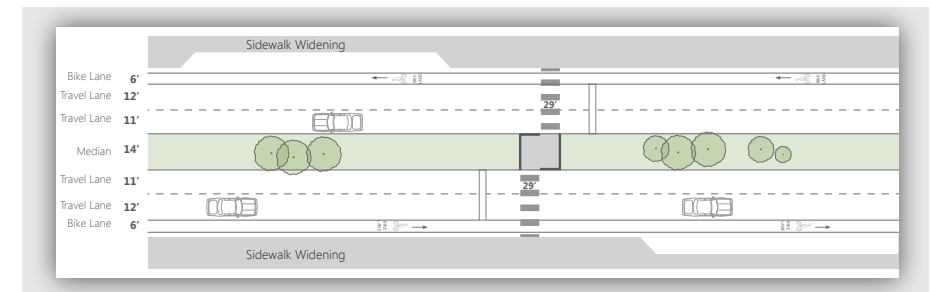 Sidewalk Widening
Bike Lane 6'
Travel Lane 12'
29'
Travel Lane 11'
Median 14'
Travel Lane 11'
29'
Travel Lane 12'
Bike Lane 6'
Sidewalk Widening